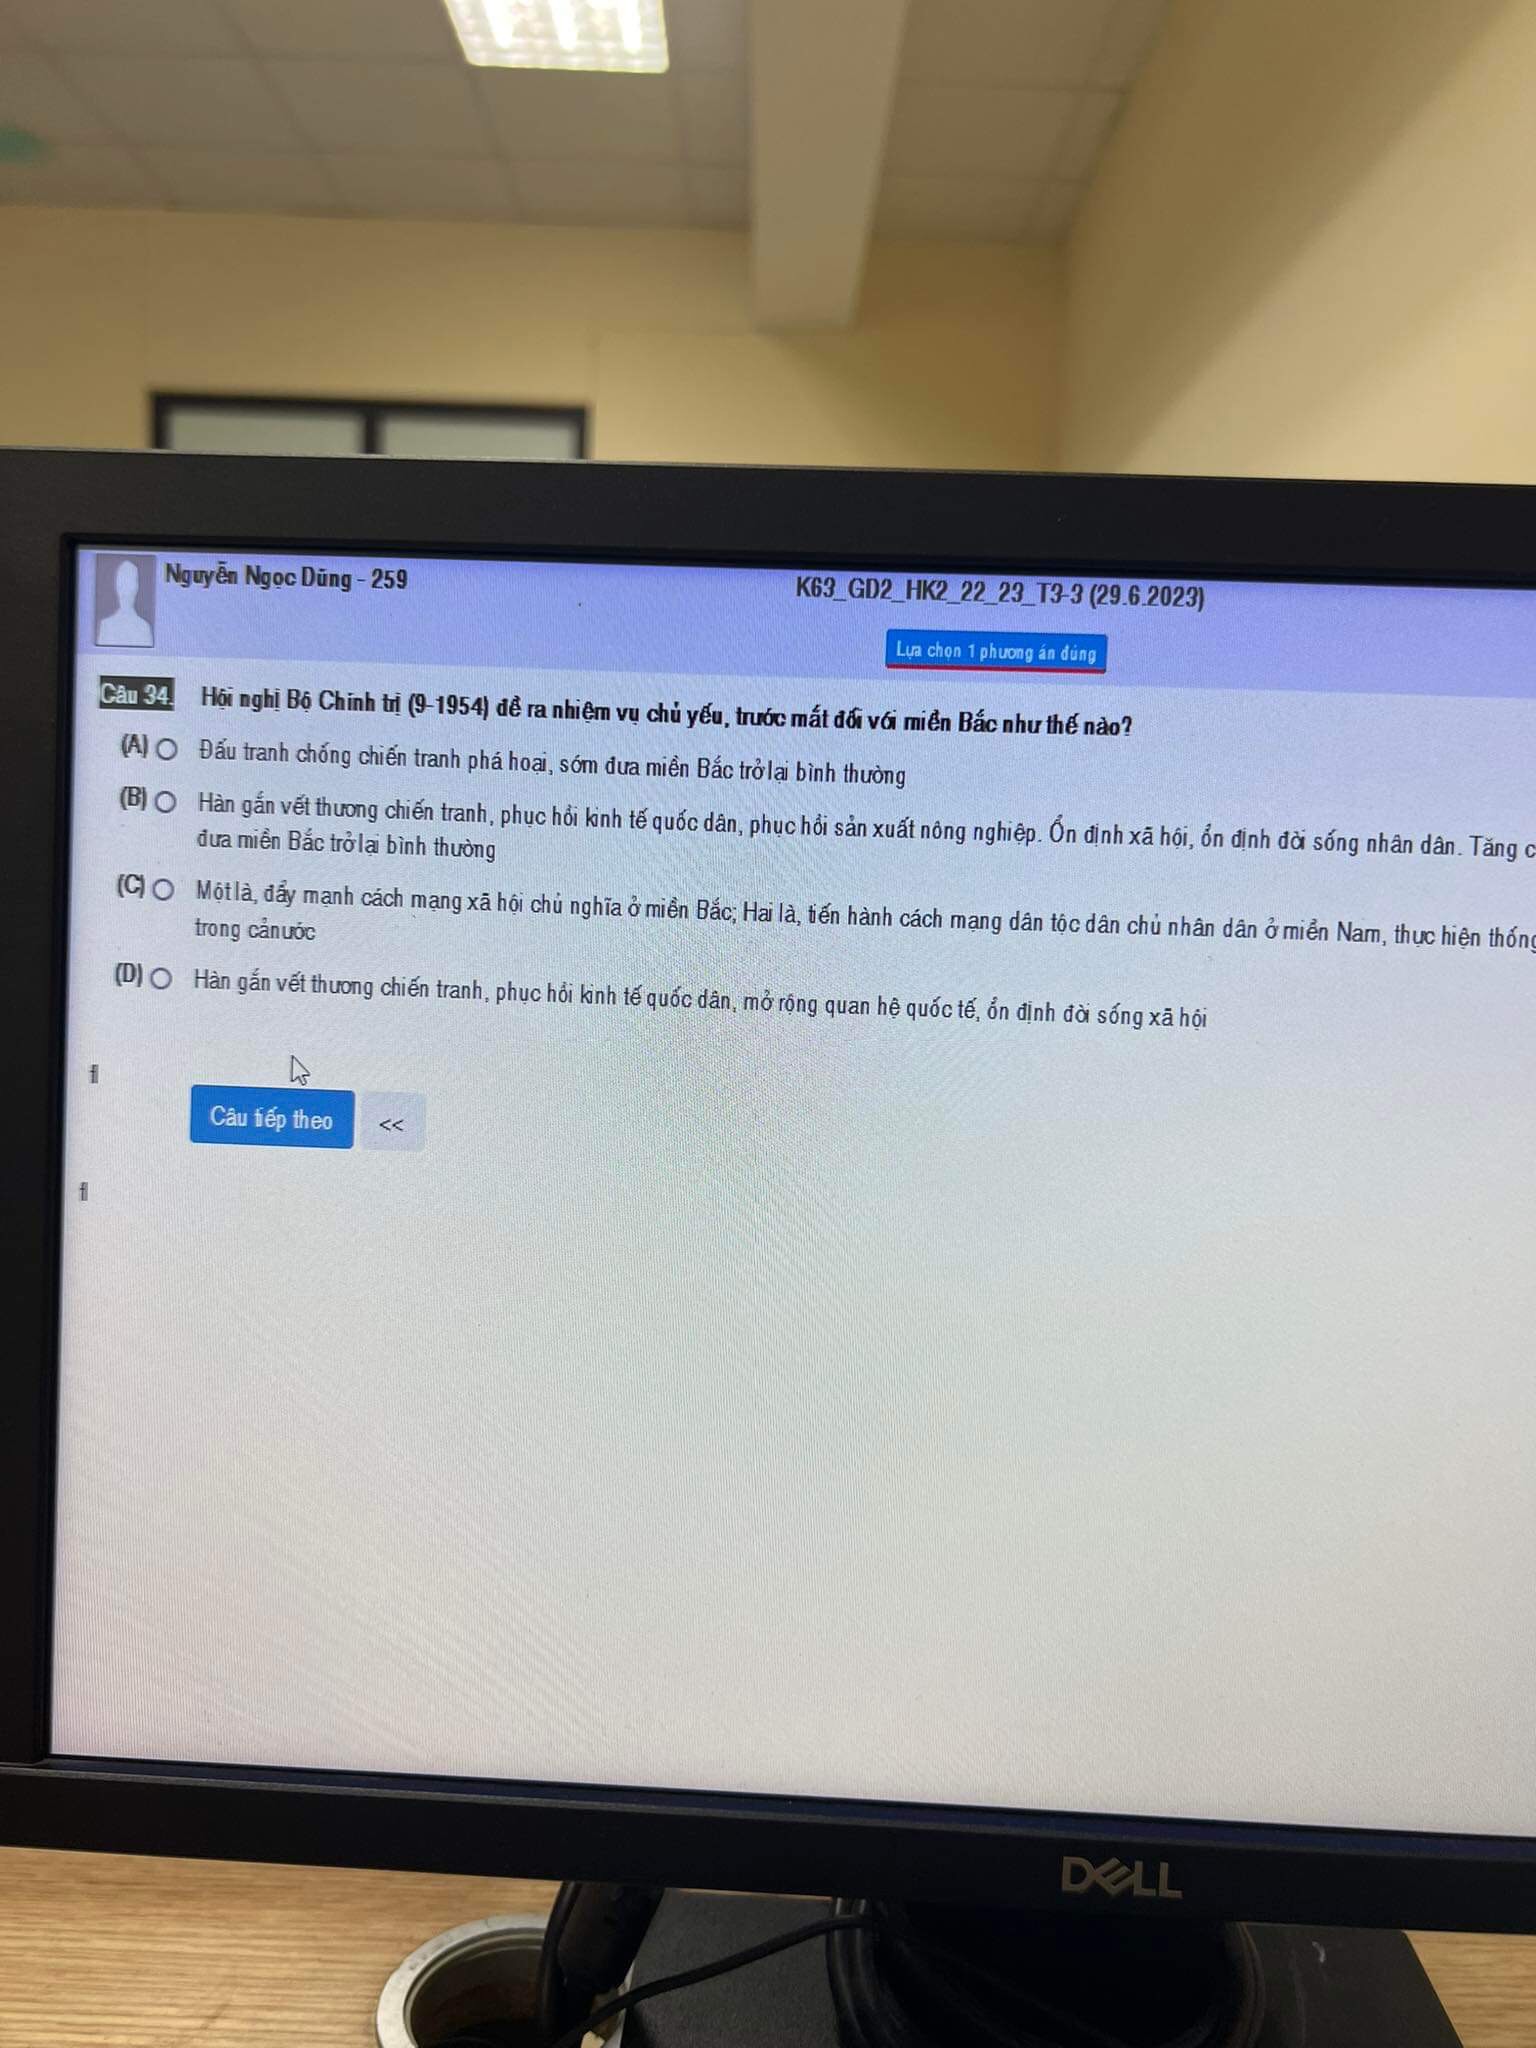 Nguyễn Ngọc Dũng - 259
K63_GD2_HK2_22_23_T3-3 (29.6.2023)
Lựa chọn 1 phương án đúng
Câu 34. Hội nghị Bộ Chính trị (9-1954) đề ra nhiệm vụ chủ yếu, trước mắt đối với miền Bắc như thế nào?
(A) Đấu tranh chống chiến tranh phá hoại, sớm đưa miền Bắc trở lại bình thường
(B) Hàn gắn vết thương chiến tranh, phục hồi kinh tế quốc dân, phục hồi sản xuất nông nghiệp. Ổn định xã hội, ổn định đời sống nhân dân. Tăng c
đưa miền Bắc trở lại bình thường
(C) Một là, đẩy mạnh cách mạng xã hội chủ nghĩa ở miền Bắc; Hai là, tiến hành cách mạng dân tộc dân chủ nhân dân ở miền Nam, thực hiện thống
trong cả nước
(D) Hàn gắn vết thương chiến tranh, phục hồi kinh tế quốc dân, mở rộng quan hệ quốc tế, ổn định đời sống xã hội
Câu tiếp theo <<
DELL